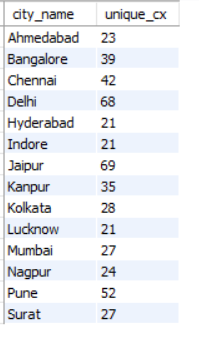 city_name unique_cx
Ahmedabad 23
Bangalore 39
Chennai 42
Delhi 68
Hyderabad 21
Indore 21
Jaipur 69
Kanpur 35
Kolkata 28
Lucknow 21
Mumbai 27
Nagpur 24
Pune 52
Surat 27